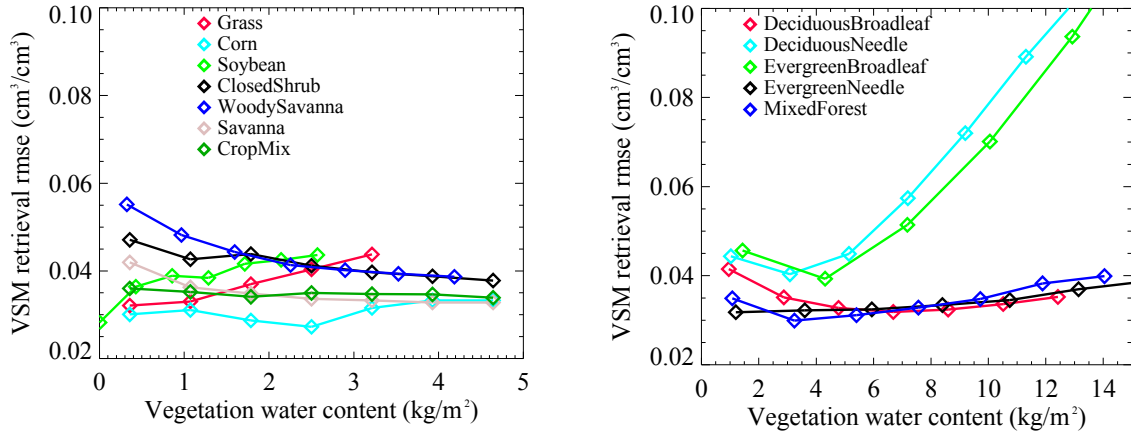 VSM retrieval rmse (cm³/cm³)
0.10
0.08
0.06
0.04
0.02
Grass
Corn
Soybean
ClosedShrub
WoodySavanna
Savanna
CropMix
0 1 2 3 4 5
Vegetation water content (kg/m²)
VSM retrieval rmse (cm³/cm³)
0.10
0.08
0.06
0.04
0.02
DeciduousBroadleaf
DeciduousNeedle
EvergreenBroadleaf
EvergreenNeedle
MixedForest
0 2 4 6 8 10 12 14
Vegetation water content (kg/m²)